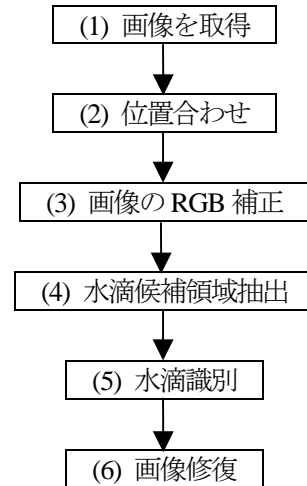 (1) 画像を取得
(2) 位置合わせ
(3) 画像の RGB 補正
(4) 水滴候補領域抽出
(5) 水滴識別
(6) 画像修復